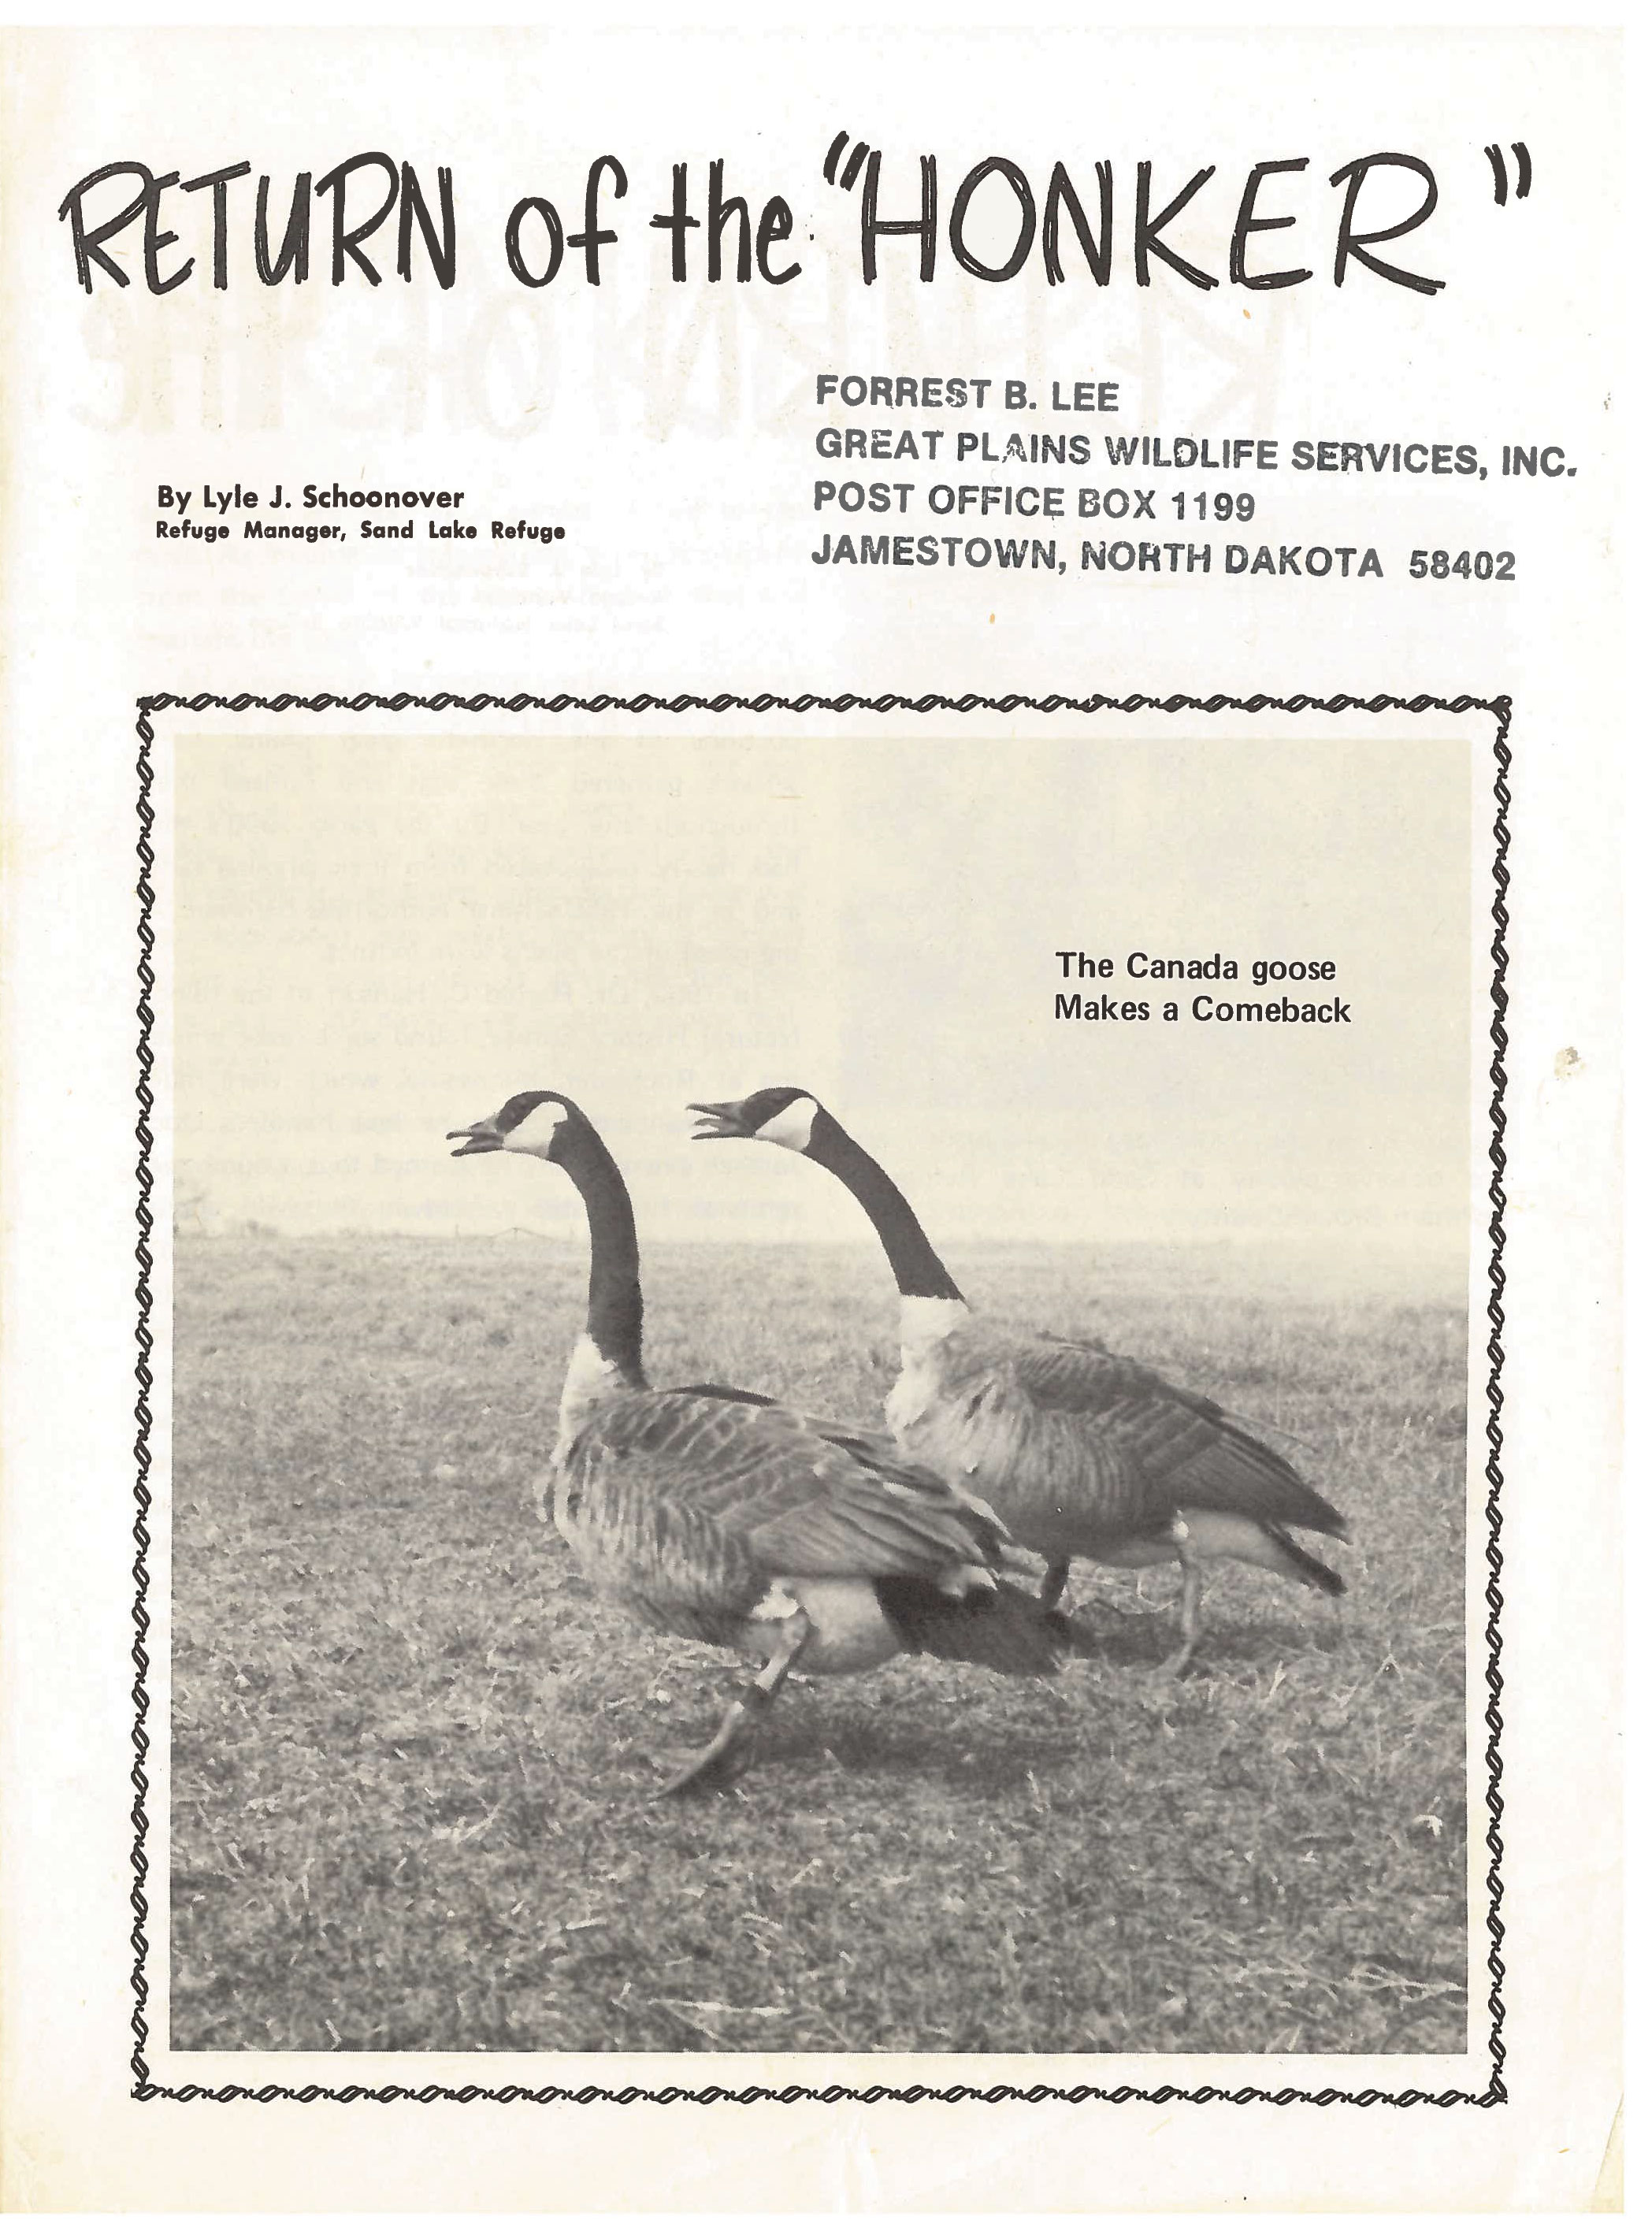 RETURN of the "HONKER"
FORREST B. LEE
GREAT PLAINS WILDLIFE SERVICES, INC.
POST OFFICE BOX 1199
JAMESTOWN, NORTH DAKOTA 58402
By Lyle J. Schoonover
Refuge Manager, Sand Lake Refuge
The Canada goose
Makes a Comeback